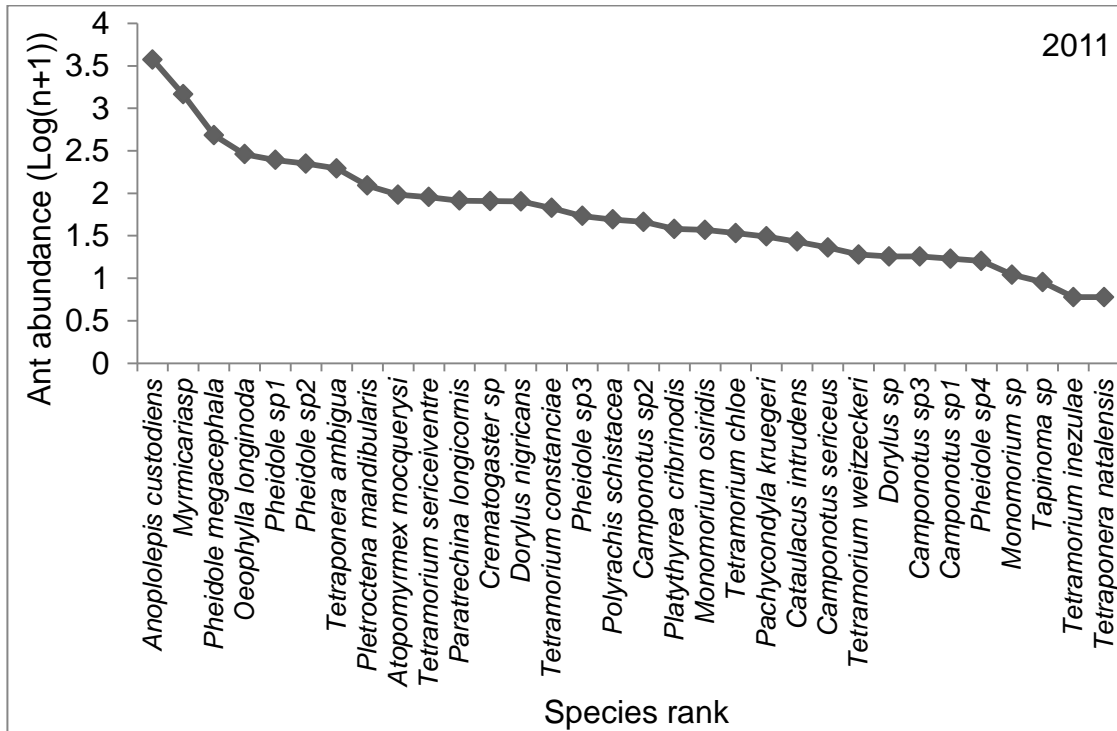 2011
Ant abundance (Log(n+1))
4
3.5
3
2.5
2
1.5
1
0.5
0
Anoplolepis custodiens
Myrmicariasp
Pheidole megacephala
Oeophylla longinoda
Pheidole sp1
Pheidole sp2
Tetraponera ambigua
Pletroctena mandibularis
Atopomyrmex mocquerysi
Tetramorium sericeiventre
Paratrechina longicornis
Crematogaster sp
Dorylus nigricans
Tetramorium constanciae
Pheidole sp3
Polyrachis schistacea
Camponotus sp2
Platythyrea cribrinodis
Monomorium osiridis
Tetramorium chloe
Pachycondyla kruegeri
Cataulacus intrudens
Camponotus sericeus
Tetramorium weitzeckeri
Dorylus sp
Camponotus sp3
Camponotus sp1
Pheidole sp4
Monomorium sp
Tapinoma sp
Tetramorium inezulae
Tetraponera natalensis
Species rank